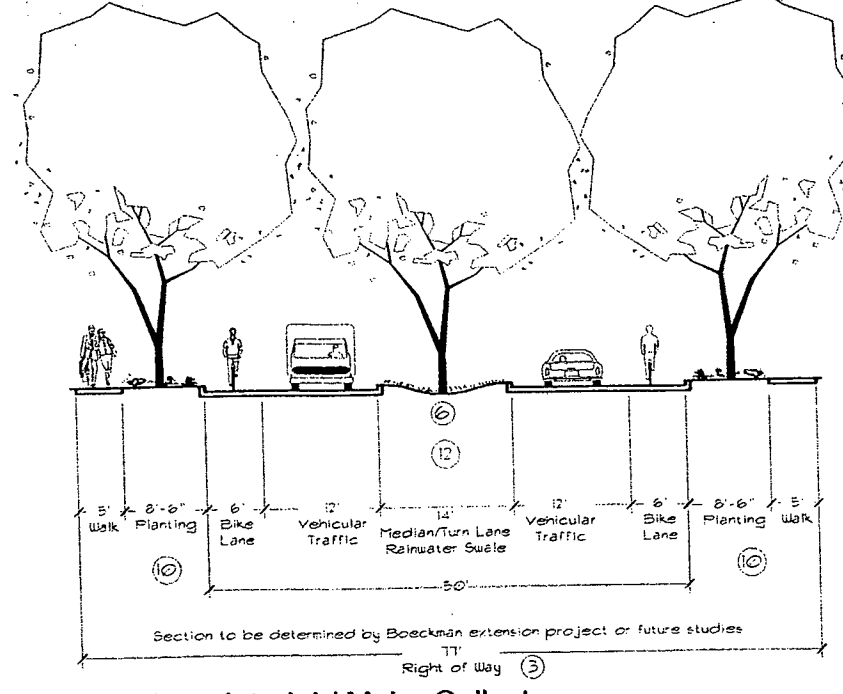 6
12
5' 8'-6" 6' 12' 14' 12' 6' 8'-6" 5'
Walk Planting Bike Lane Vehicular Traffic Median/Turn Lane Rainwater Swale Vehicular Traffic Bike Lane Planting Walk
10 10
50'
Section to be determined by Boeckman extension project or future studies
77'
Right of Way 3